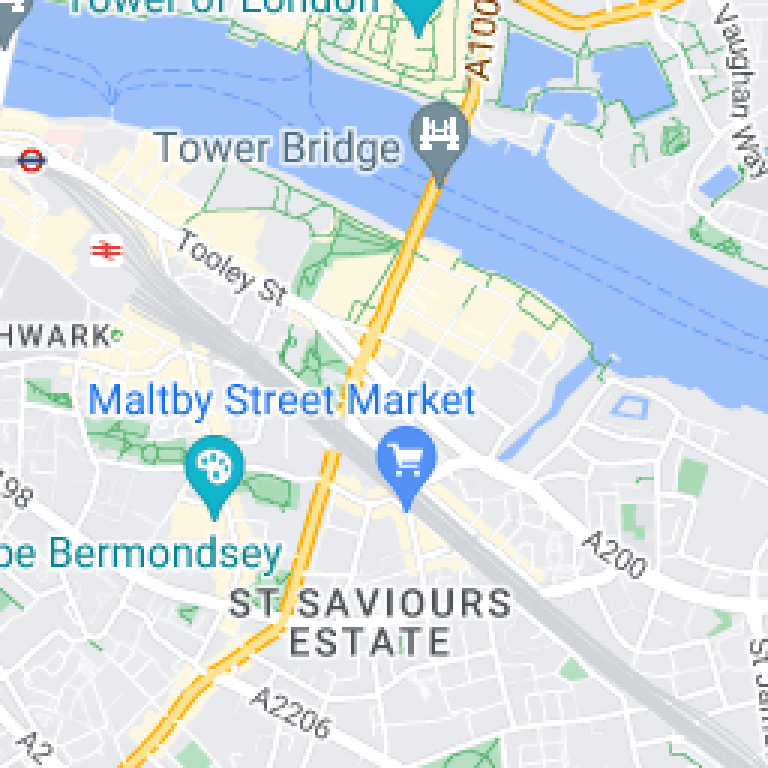 Tower of London
A100
Vaughan Way
Tower Bridge
Tooley St
HWARK
Maltby Street Market
198
be Bermondsey
A200
ST SAVIOURS
ESTATE
A2206
A2
St Jam